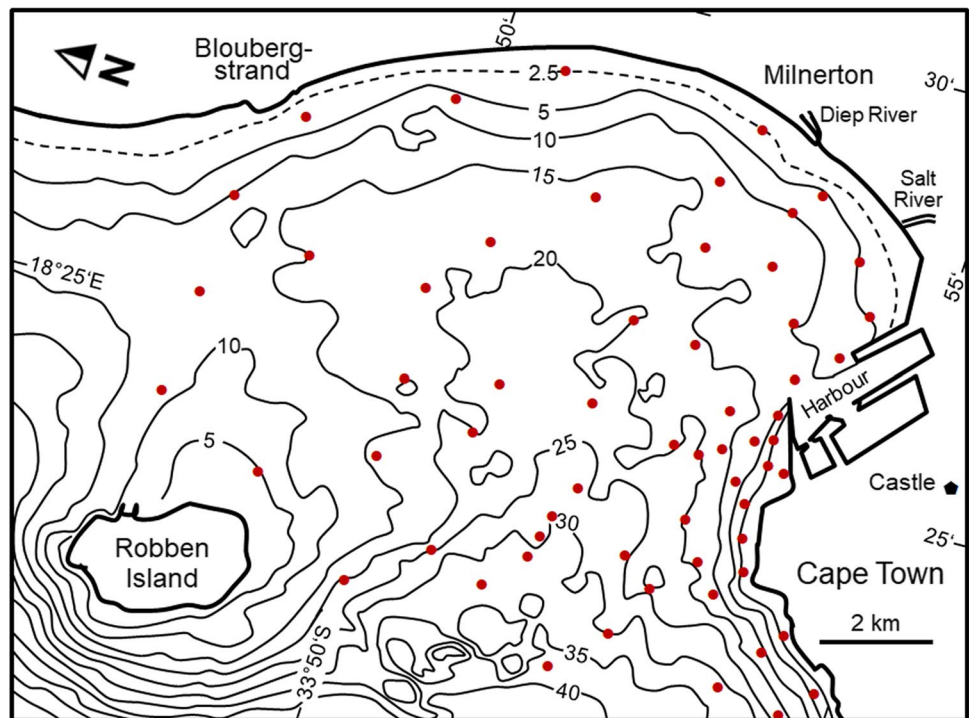 50'
Blouberg-
strand
N
2.5
Milnerton
30'
5
Diep River
10
15
Salt
River
18°25'E
20
55'
10
Harbour
5
25
Castle
30
25'
Robben
Island
Cape Town
2 km
33°50'S
35
40